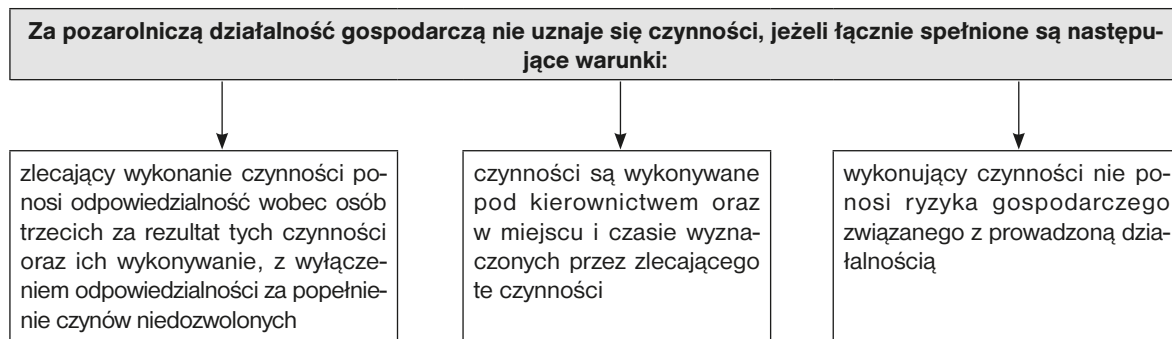 Za pozarolniczą działalność gospodarczą nie uznaje się czynności, jeżeli łącznie spełnione są następu-
jące warunki:
zlecający wykonanie czynności po-
nosi odpowiedzialność wobec osób
trzecich za rezultat tych czynności
oraz ich wykonywanie, z wyłącze-
niem odpowiedzialności za popełnie-
nie czynów niedozwolonych
czynności są wykonywane
pod kierownictwem oraz
w miejscu i czasie wyzna-
czonych przez zlecającego
te czynności
wykonujący czynności nie po-
nosi ryzyka gospodarczego
związanego z prowadzoną dzia-
łalnością